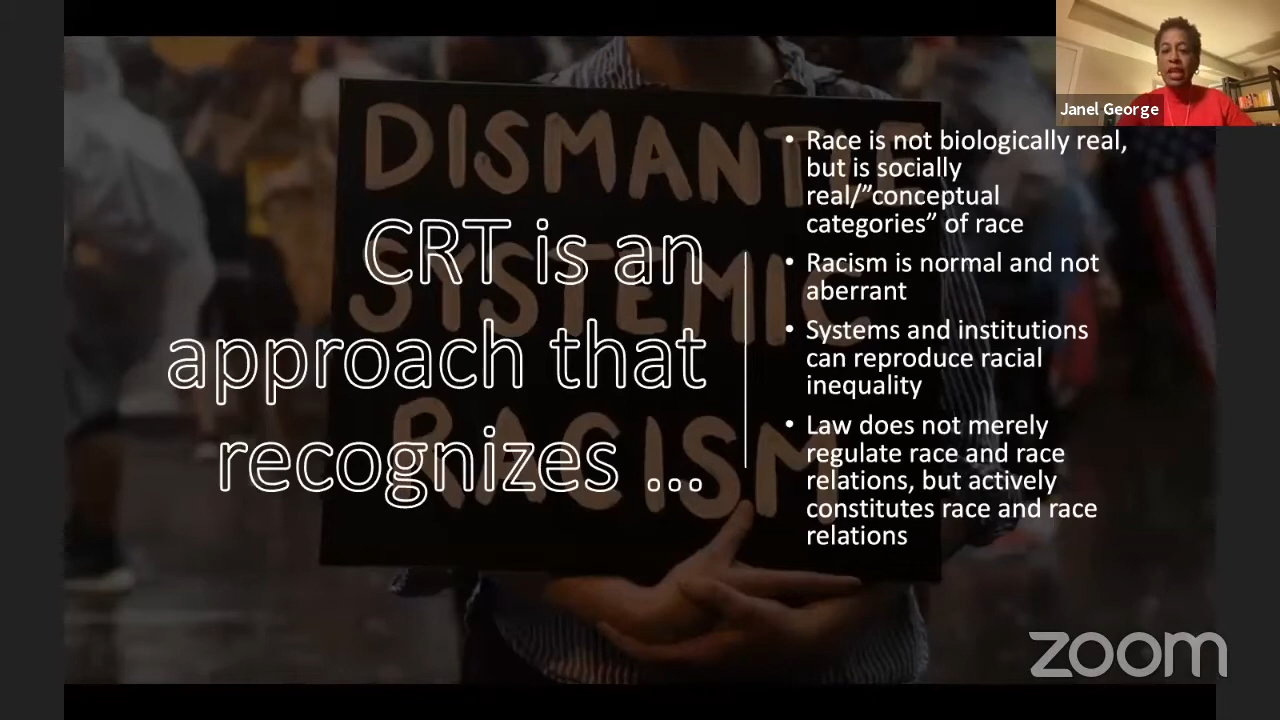 Janel George
DISMANTLE
SYSTEMIC
RACISM
CRT is an
approach that
recognizes ...
• Race is not biologically real,
but is socially
real/”conceptual
categories” of race
• Racism is normal and not
aberrant
• Systems and institutions
can reproduce racial
inequality
• Law does not merely
regulate race and race
relations, but actively
constitutes race and race
relations
zoom